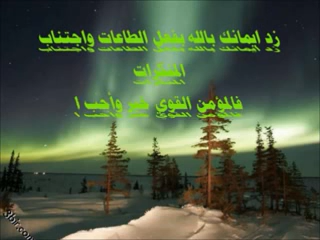 زد ايمانك بالله بفعل الطاعات واجتناب
المنكرات
فالمؤمن القوي خير وأحب ا